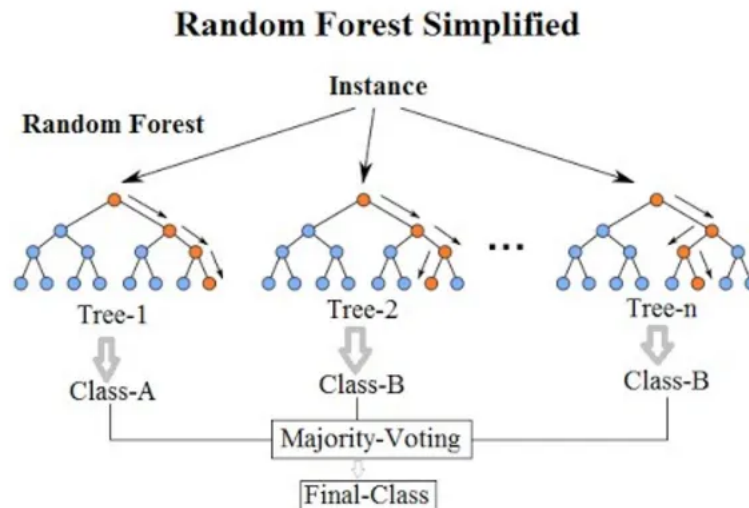 Random Forest Simplified
Instance
Random Forest
...
Tree-1
Tree-2
Tree-n
Class-A
Class-B
Class-B
Majority-Voting
Final-Class